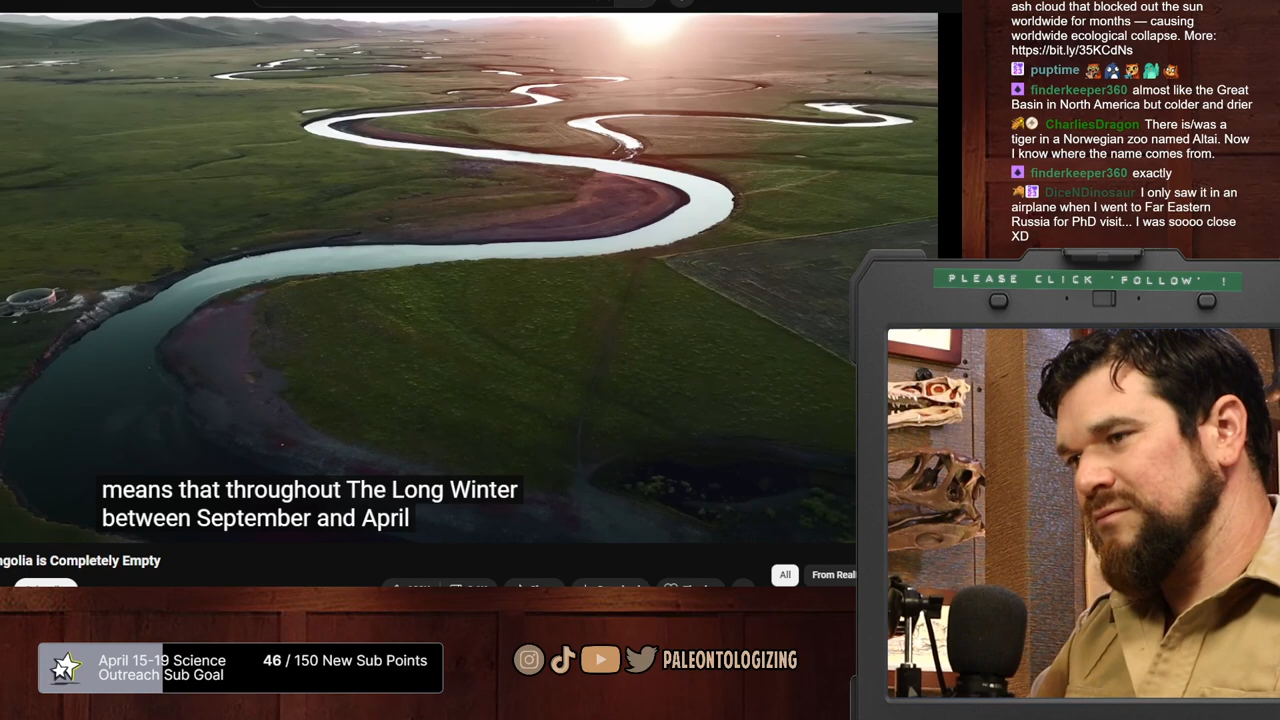 ash cloud that blocked out the sun
worldwide for months — causing
worldwide ecological collapse. More:
https://bit.ly/35KCdNs
puptime
finderkeeper360 almost like the Great
Basin in North America but colder and drier
CharliesDragon There is/was a
tiger in a Norwegian zoo named Altai. Now
I know where the name comes from.
finderkeeper360 exactly
DiceNDinosaur I only saw it in an
airplane when I went to Far Eastern
Russia for PhD visit... I was soooo close
XD
PLEASE CLICK 'FOLLOW' !
means that throughout The Long Winter
between September and April
ngolia is Completely Empty
All
From Real
April 15-19 Science
Outreach Sub Goal
46 / 150 New Sub Points
PALEONTOLOGIZING